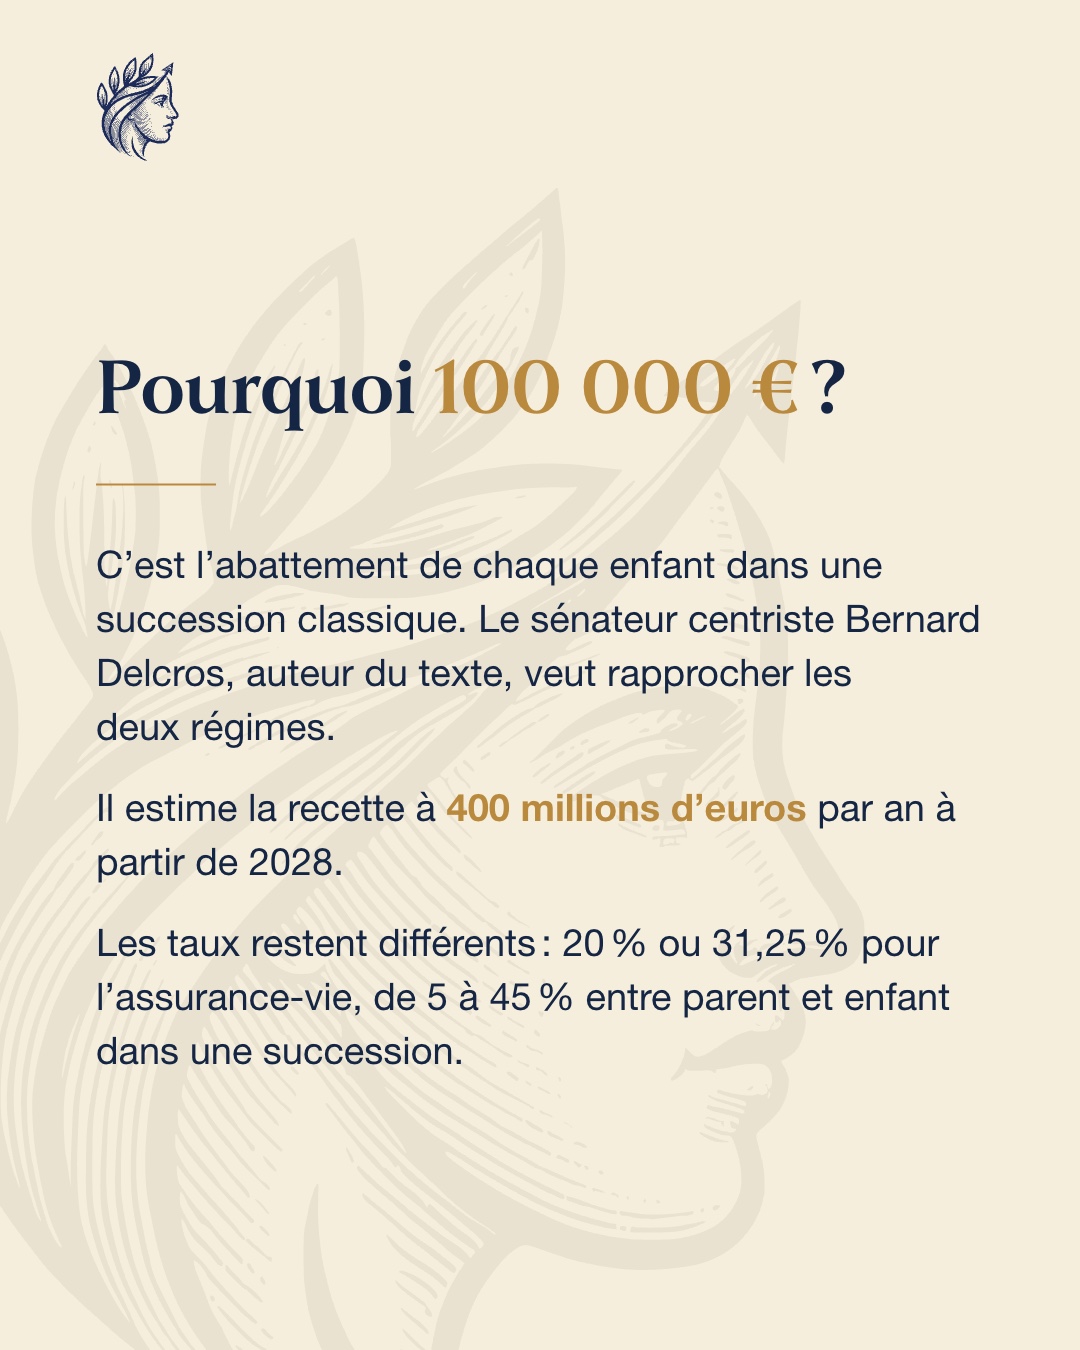 Pourquoi 100 000 € ?
C’est l’abattement de chaque enfant dans une
succession classique. Le sénateur centriste Bernard
Delcros, auteur du texte, veut rapprocher les
deux régimes.
Il estime la recette à 400 millions d’euros par an à
partir de 2028.
Les taux restent différents : 20 % ou 31,25 % pour
l’assurance-vie, de 5 à 45 % entre parent et enfant
dans une succession.